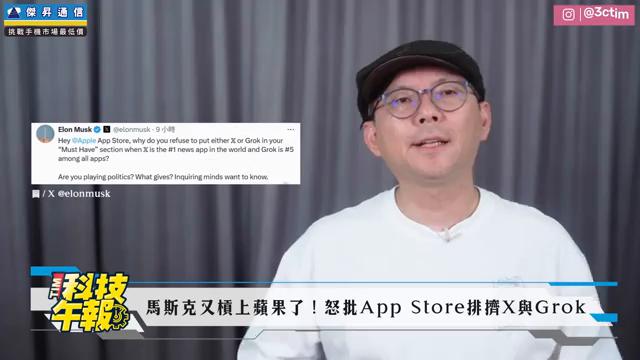 傑昇通信
挑戰手機市場最低價
@3ctim
Elon Musk @elonmusk · 9 小時
Hey @Apple App Store, why do you refuse to put either X or Grok in your
“Must Have” section when X is the #1 news app in the world and Grok is #5
among all apps?
Are you playing politics? What gives? Inquiring minds want to know.
圖 / X @elonmusk
科技
午報
馬斯克又槓上蘋果了！怒批App Store排擠X與Grok